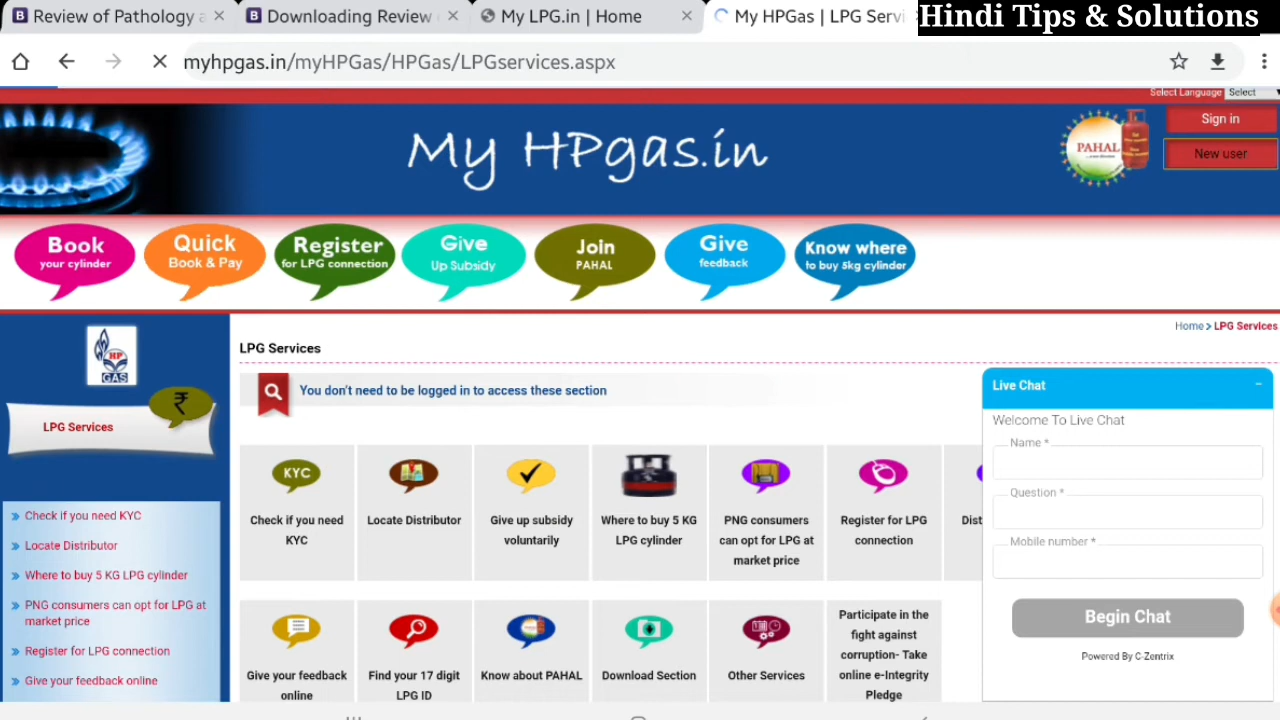 Review of Pathology a
Downloading Review
My LPG.in | Home
My HPGas | LPG Servi
Hindi Tips & Solutions
myhpgas.in/myHPGas/HPGas/LPGservices.aspx
Select Language Select
My HPgas.in
PAHAL
Sign in
New user
Book
your cylinder
Quick
Book & Pay
Register
for LPG connection
Give
Up Subsidy
Join
PAHAL
Give
feedback
Know where
to buy 5kg cylinder
HP
GAS
LPG Services
₹
Check if you need KYC
Locate Distributor
Where to buy 5 KG LPG cylinder
PNG consumers can opt for LPG at
market price
Register for LPG connection
Give your feedback online
Home > LPG Services
LPG Services
You don't need to be logged in to access these section
KYC
Check if you need
KYC
Locate Distributor
Give up subsidy
voluntarily
Where to buy 5 KG
LPG cylinder
PNG consumers
can opt for LPG at
market price
Register for LPG
connection
Dist
Give your feedback
online
Find your 17 digit
LPG ID
Know about PAHAL
Download Section
Other Services
Participate in the
fight against
corruption- Take
online e-Integrity
Pledge
Live Chat
Welcome To Live Chat
Name *
Question *
Mobile number *
Begin Chat
Powered By C-Zentrix